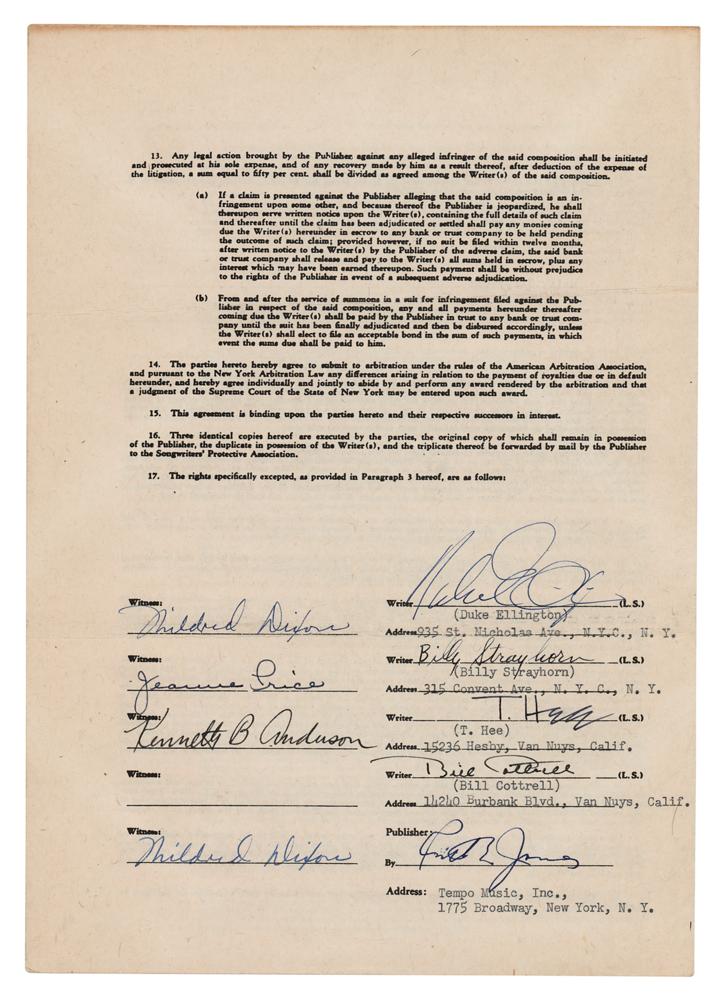 13. Any legal action brought by the Publisher against any alleged infringer of the said composition shall be initiated
and prosecuted at his sole expense, and of any recovery made by him as a result thereof, after deduction of the expense of
the litigation, a sum equal to fifty per cent. shall be divided as agreed among the Writer(s) of the said composition.
(a) If a claim is presented against the Publisher alleging that the said composition is an in-
fringement upon some other, and because thereof the Publisher is jeopardized, he shall
thereupon serve written notice upon the Writer(s), containing the full details of such claim
and thereafter until the claim has been adjudicated or settled shall pay any monies coming
due the Writer(s) hereunder in escrow to any bank or trust company to be held pending
the outcome of such claim; provided however, if no suit be filed within twelve months,
after written notice to the Writer(s) by the Publisher of the adverse claim, the said bank
or trust company shall release and pay to the Writer(s) all sums held in escrow, plus any
interest which may have been earned thereupon. Such payment shall be without prejudice
to the rights of the Publisher in event of a subsequent adverse adjudication.
(b) From and after the service of summons in a suit for infringement filed against the Pub-
lisher in respect of the said composition, any and all payments hereunder thereafter
coming due the Writer(s) shall be paid by the Publisher in trust to any bank or trust com-
pany until the suit has been finally adjudicated and then be disbursed accordingly, unless
the Writer(s) shall elect to file an acceptable bond in the sum of such payments, in which
event the sums due shall be paid to him.
14. The parties hereto hereby agree to submit to arbitration under the rules of the American Arbitration Association,
and pursuant to the New York Arbitration Law any differences arising in relation to the payment of royalties due or in default
hereunder, and hereby agree individually and jointly to abide by and perform any award rendered by the arbitration and that
a judgment of the Supreme Court of the State of New York may be entered upon such award.
15. This agreement is binding upon the parties hereto and their respective successors in interest.
16. Three identical copies hereof are executed by the parties, the original copy of which shall remain in possession
of the Publisher, the duplicate in possession of the Writer(s), and the triplicate thereof be forwarded by mail by the Publisher
to the Songwriters' Protective Association.
17. The rights specifically excepted, as provided in Paragraph 3 hereof, are as follows:
Witness: Mildred Dixon
Writer (L. S.)
(Duke Ellington)
Address 935 St. Nicholas Ave., N.Y.C., N. Y.
Witness: Jeanne Price
Writer Billy Strayhorn (L. S.)
(Billy Strayhorn)
Address 315 Convent Ave., N. Y. C., N. Y.
Witness: Kenneth B Anderson
Writer T. Hee (L. S.)
(T. Hee)
Address 15236 Hesby, Van Nuys, Calif.
Witness:
Writer Bill Cottrell (L. S.)
(Bill Cottrell)
Address 14240 Burbank Blvd., Van Nuys, Calif.
Witness: Mildred Dixon
Publisher:
By Jones
Address: Tempo Music, Inc.,
1775 Broadway, New York, N. Y.